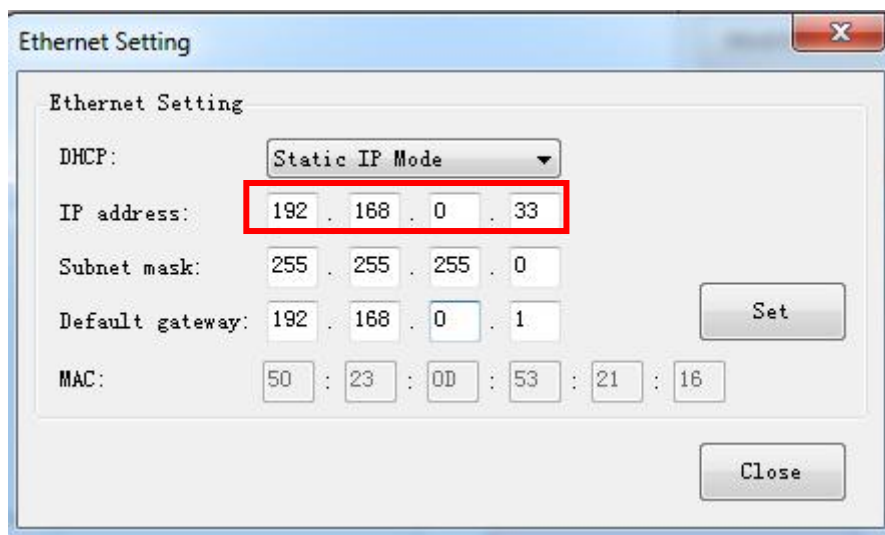 Ethernet Setting
Ethernet Setting
DHCP: Static IP Mode
IP address: 192 . 168 . 0 . 33
Subnet mask: 255 . 255 . 255 . 0
Default gateway: 192 . 168 . 0 . 1
Set
MAC: 50 : 23 : 0D : 53 : 21 : 16
Close